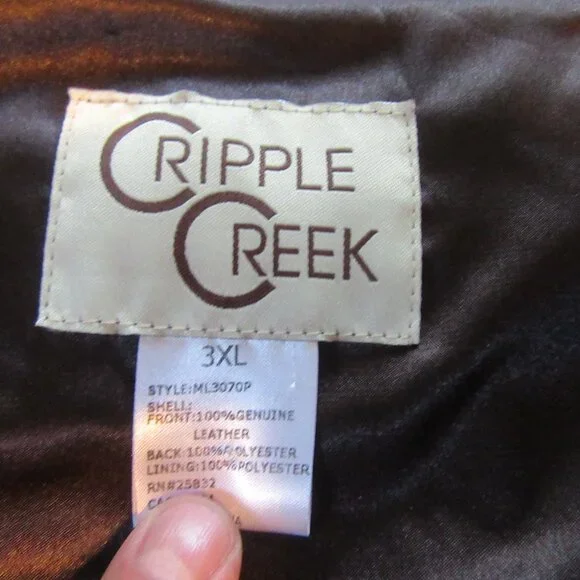 CRIPPLE
CREEK
3XL
STYLE:ML3070P
SHELL:
FRONT:100%GENUINE
LEATHER
BACK:100%POLYESTER
LINING:100%POLYESTER
RN#25832